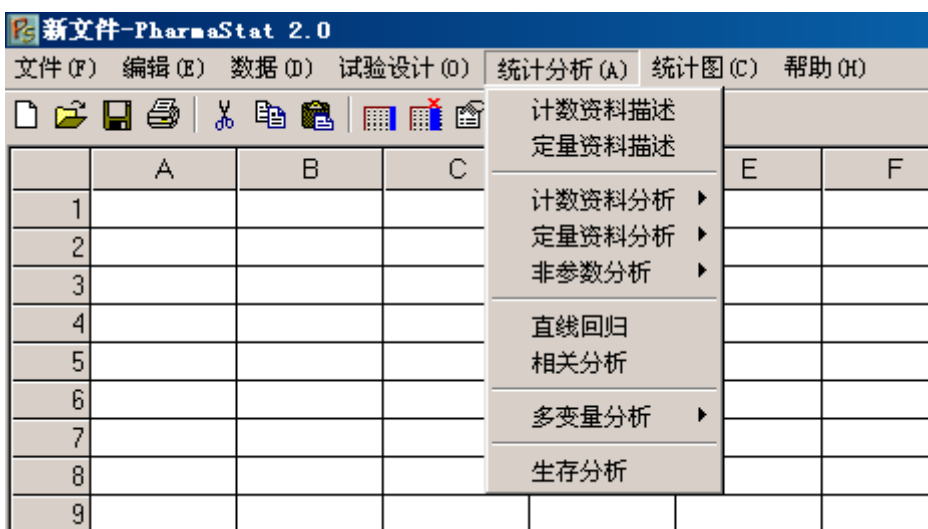 新文件-PharmaStat 2.0
文件(F) 编辑(E) 数据(D) 试验设计(O) 统计分析(A) 统计图(C) 帮助(H)
计数资料描述
定量资料描述
计数资料分析
定量资料分析
非参数分析
直线回归
相关分析
多变量分析
生存分析
A B C E F
1
2
3
4
5
6
7
8
9